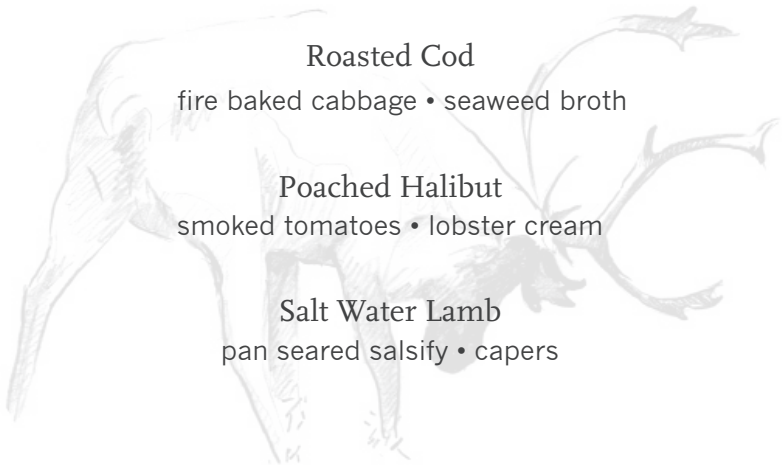 Roasted Cod
fire baked cabbage • seaweed broth
Poached Halibut
smoked tomatoes • lobster cream
Salt Water Lamb
pan seared salsify • capers